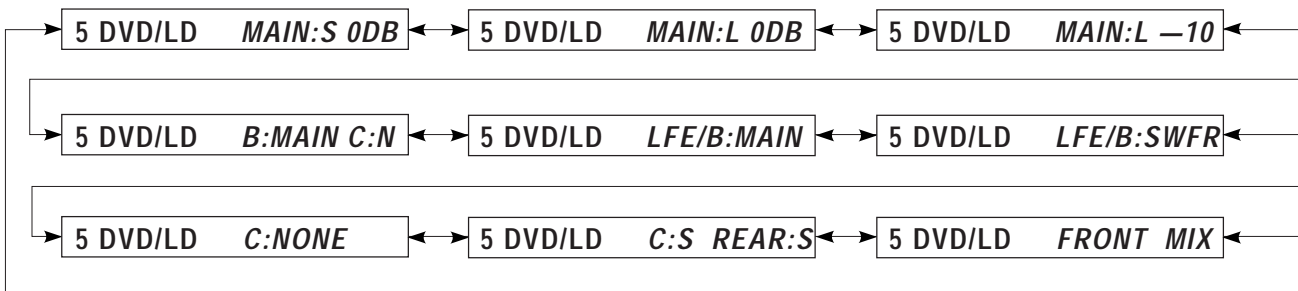 5 DVD/LD MAIN:S 0DB 5 DVD/LD MAIN:L 0DB 5 DVD/LD MAIN:L —10
5 DVD/LD B:MAIN C:N 5 DVD/LD LFE/B:MAIN 5 DVD/LD LFE/B:SWFR
5 DVD/LD C:NONE 5 DVD/LD C:S REAR:S 5 DVD/LD FRONT MIX